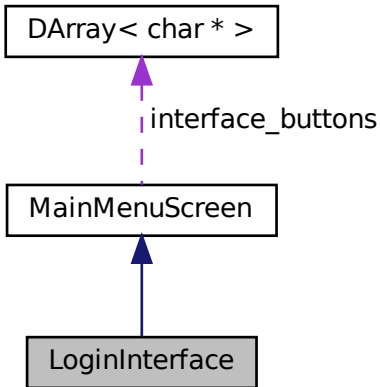 DArray< char * >
interface_buttons
MainMenuScreen
LoginInterface